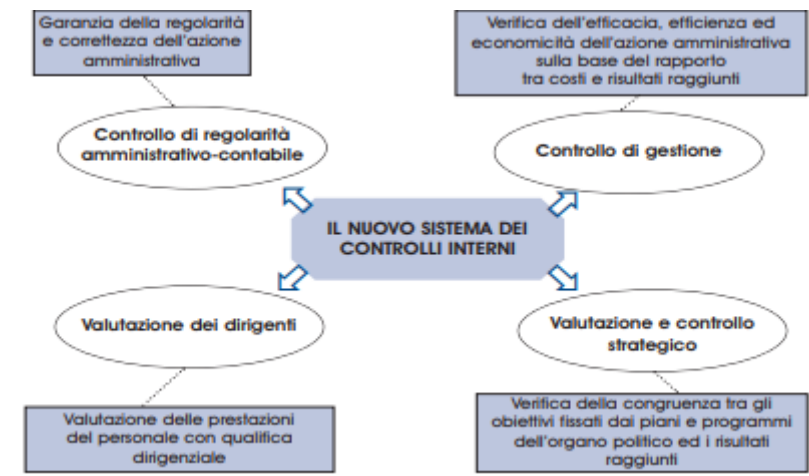 Garanzia della regolarità
e correttezza dell'azione
amministrativa
Verifica dell'efficacia, efficienza ed
economicità dell'azione amministrativa
sulla base del rapporto
tra costi e risultati raggiunti
Controllo di regolarità
amministrativo-contabile
Controllo di gestione
IL NUOVO SISTEMA DEI
CONTROLLI INTERNI
Valutazione dei dirigenti
Valutazione e controllo
strategico
Valutazione delle prestazioni
del personale con qualifica
dirigenziale
Verifica della congruenza tra gli
obiettivi fissati dai piani e programmi
dell'organo politico ed i risultati
raggiunti